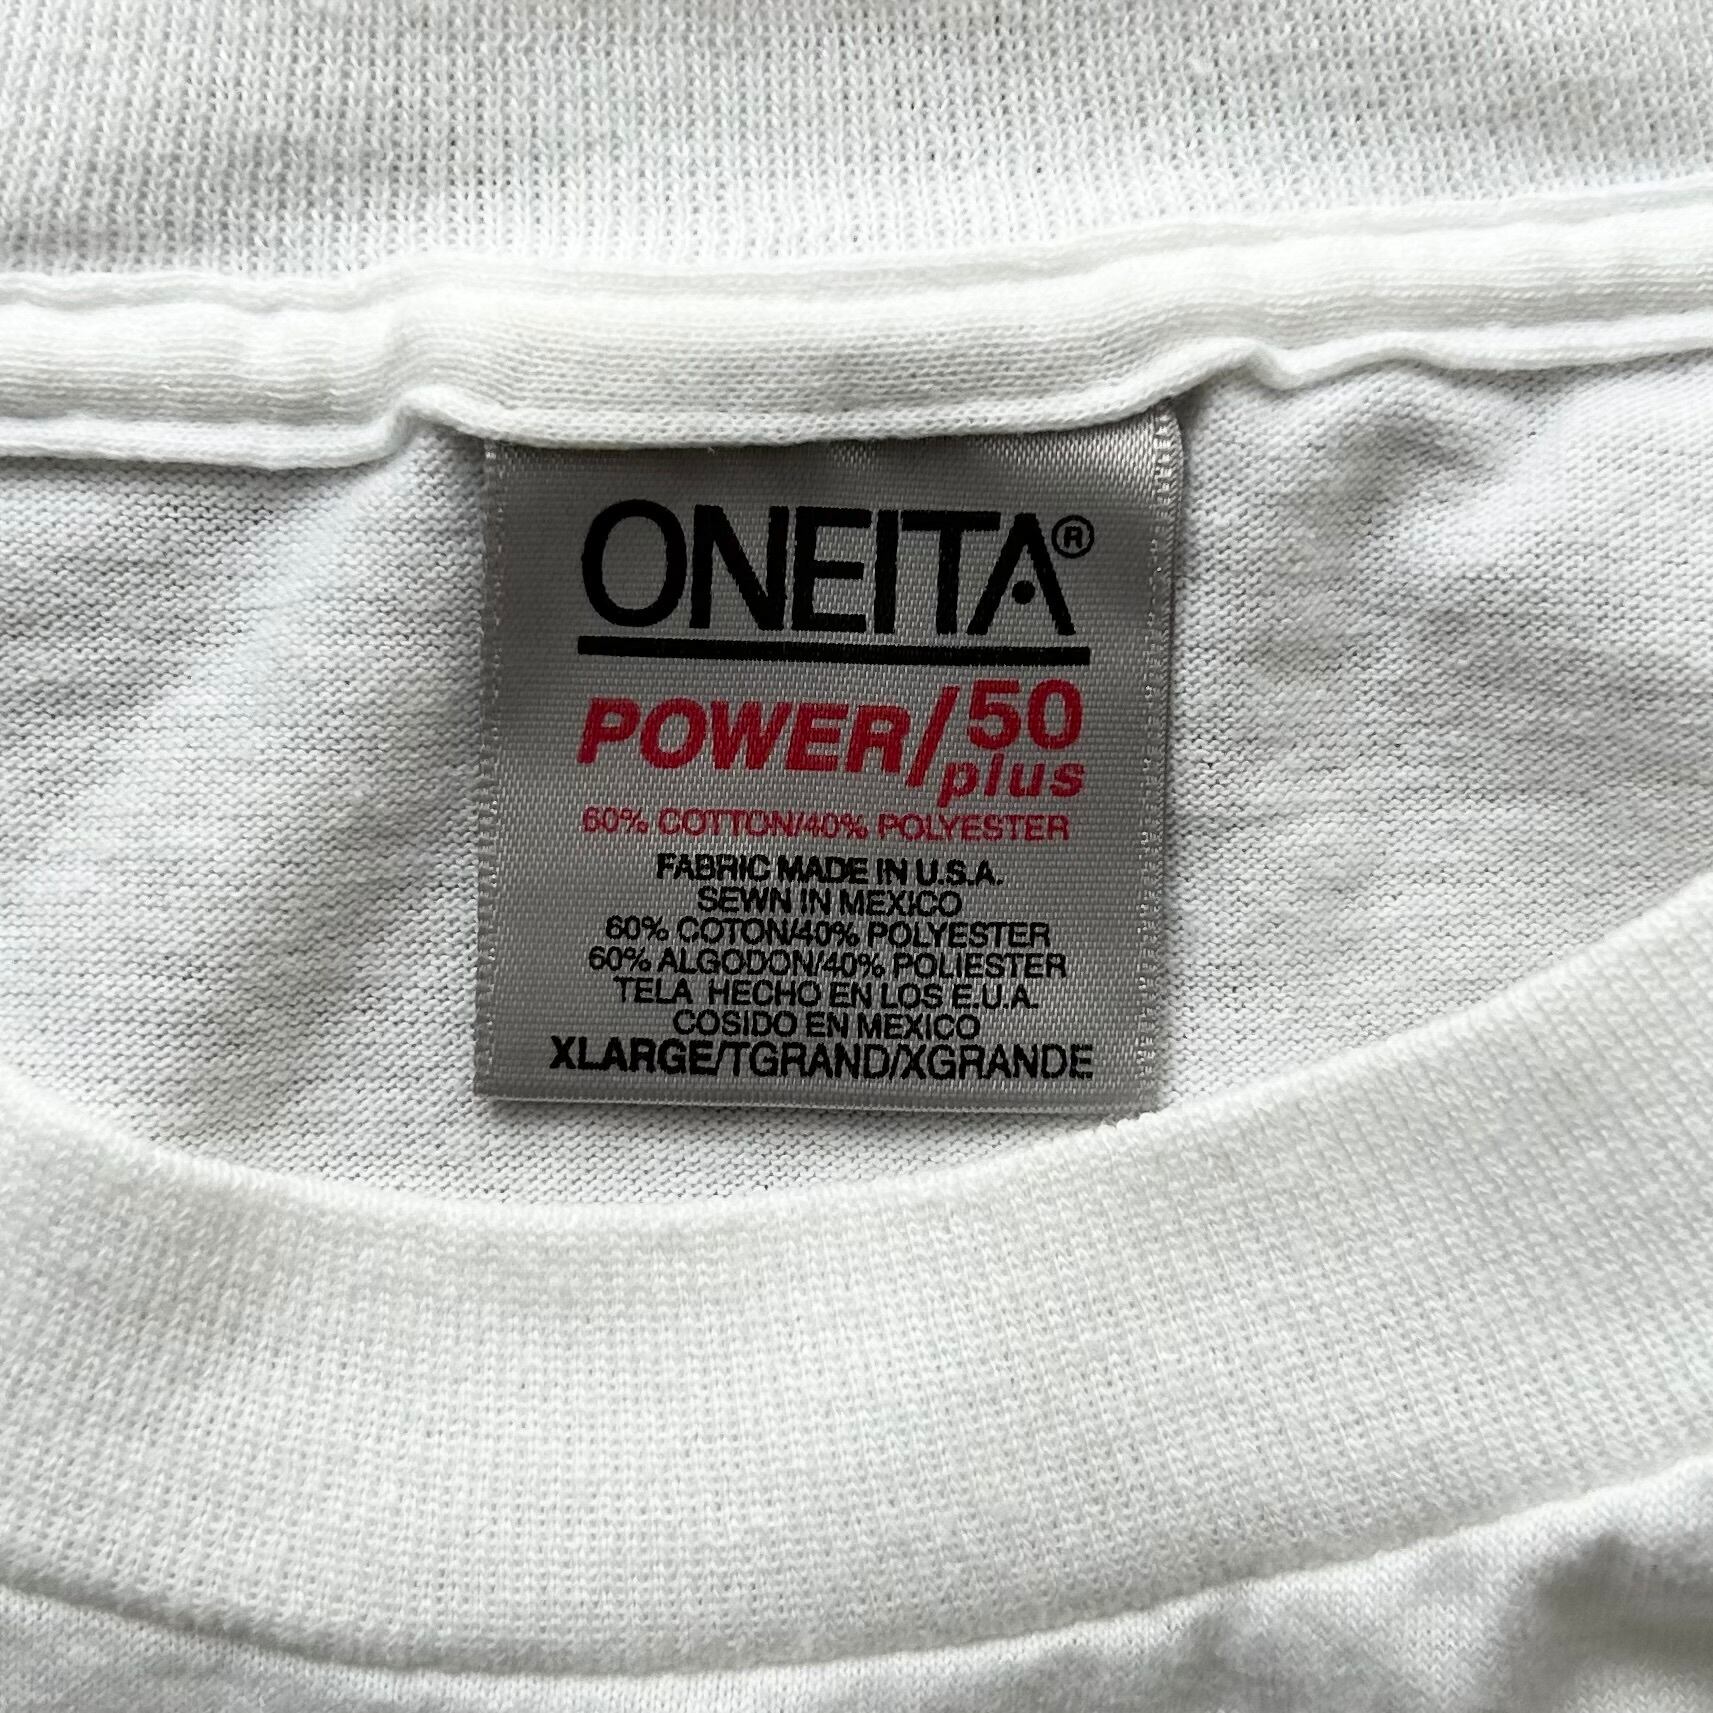 ONEITA®
POWER/50
plus
60% COTTON/40% POLYESTER
FABRIC MADE IN U.S.A.
SEWN IN MEXICO
60% COTON/40% POLYESTER
60% ALGODON/40% POLIESTER
TELA HECHO EN LOS E.U.A.
COSIDO EN MEXICO
XLARGE/TGRAND/XGRANDE